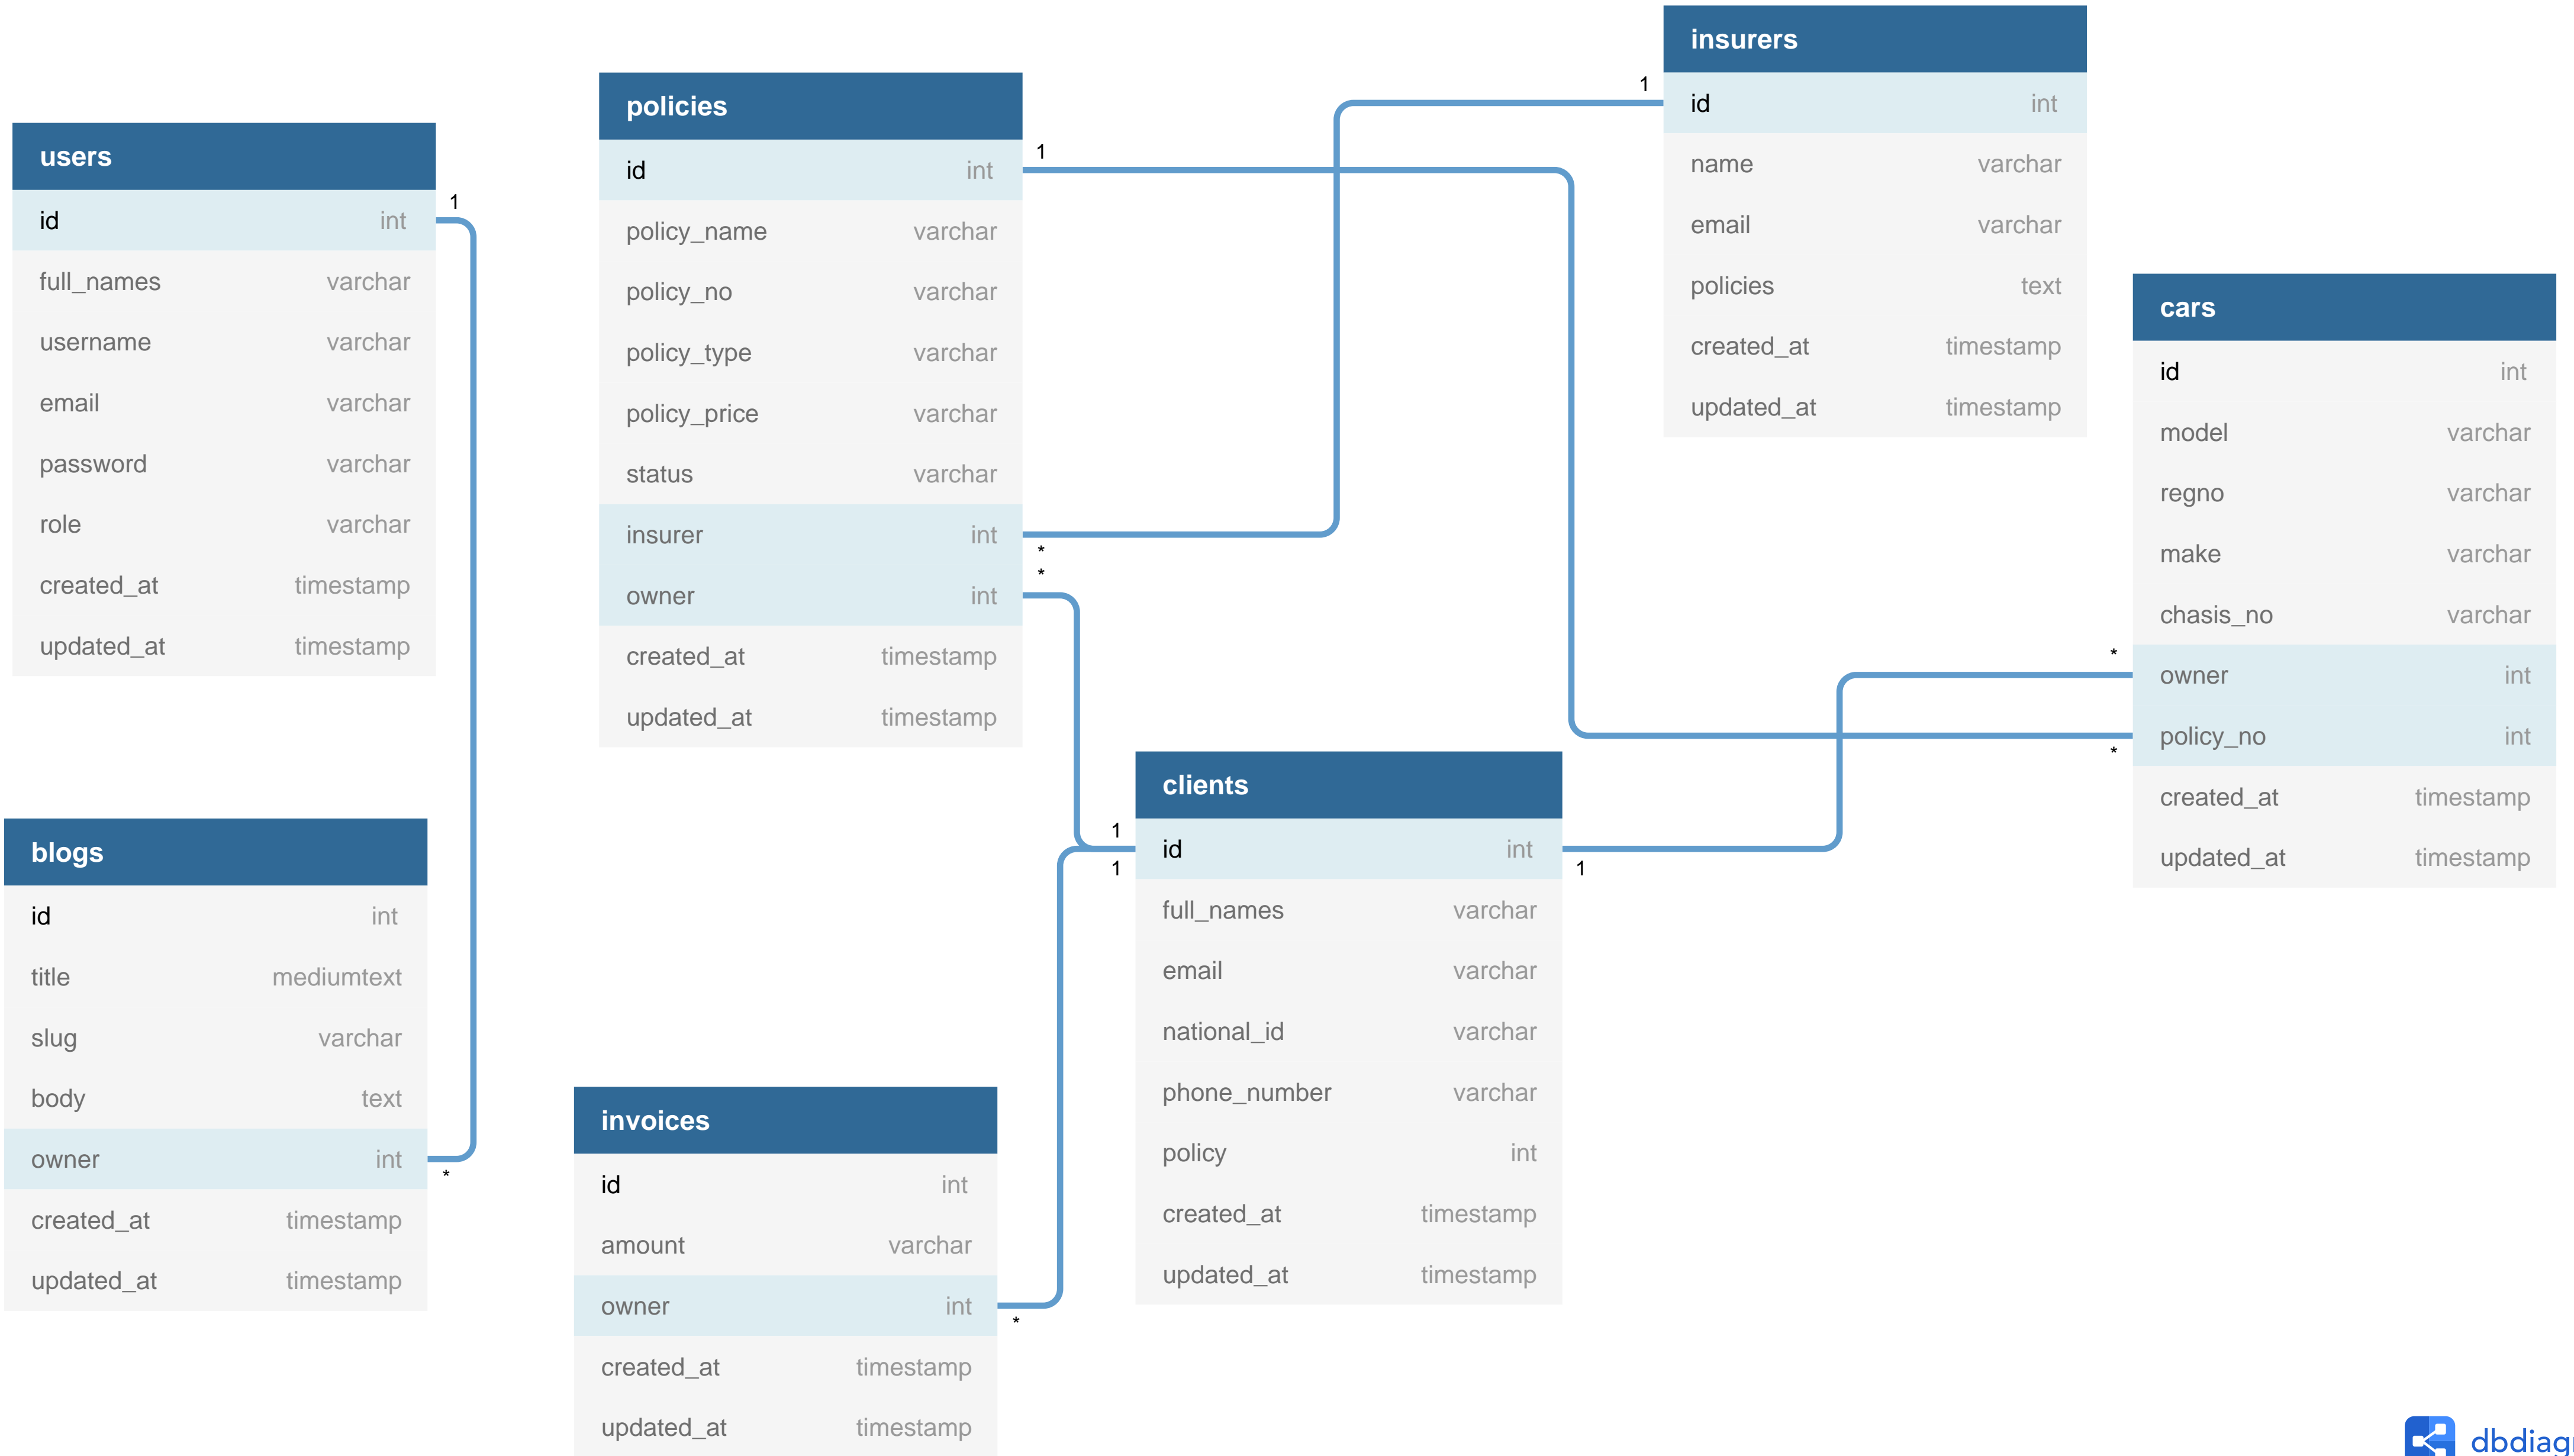 users
id int
full_names varchar
username varchar
email varchar
password varchar
role varchar
created_at timestamp
updated_at timestamp
1
*
blogs
id int
title mediumtext
slug varchar
body text
owner int
created_at timestamp
updated_at timestamp
policies
id int
policy_name varchar
policy_no varchar
policy_type varchar
policy_price varchar
status varchar
insurer int
owner int
created_at timestamp
updated_at timestamp
1
*
*
invoices
id int
amount varchar
owner int
created_at timestamp
updated_at timestamp
*
clients
id int
full_names varchar
email varchar
national_id varchar
phone_number varchar
policy int
created_at timestamp
updated_at timestamp
1
1
1
insurers
id int
name varchar
email varchar
policies text
created_at timestamp
updated_at timestamp
1
cars
id int
model varchar
regno varchar
make varchar
chasis_no varchar
owner int
policy_no int
created_at timestamp
updated_at timestamp
*
*